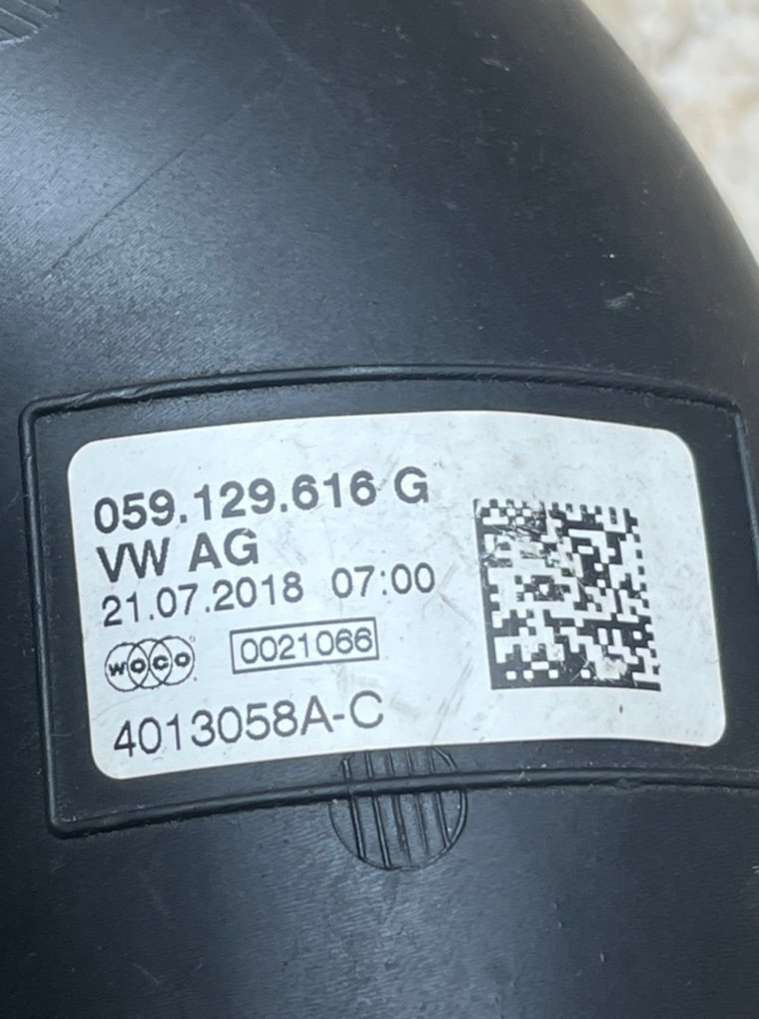 059.129.616 G
VW AG
21.07.2018 07:00
woco 0021066
4013058A-C